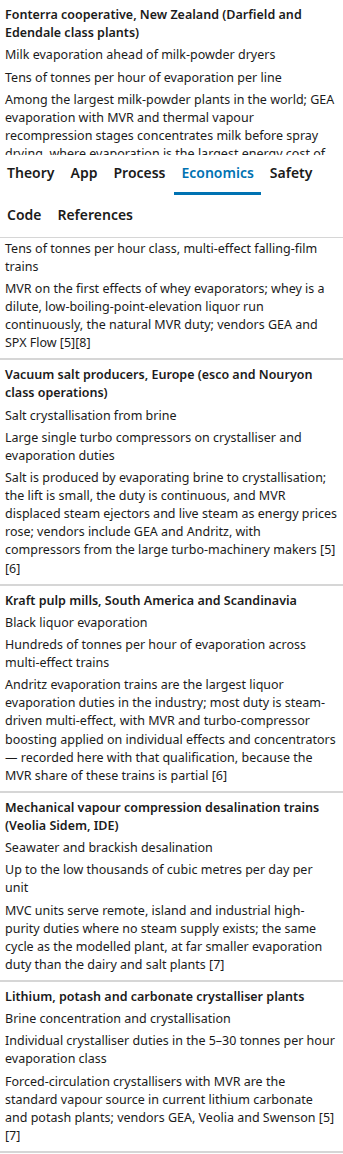 Fonterra cooperative, New Zealand (Darfield and
Edendale class plants)
Milk evaporation ahead of milk-powder dryers
Tens of tonnes per hour of evaporation per line
Among the largest milk-powder plants in the world; GEA
evaporation with MVR and thermal vapour
recompression stages concentrates milk before spray
drying, where evaporation is the largest energy cost of
Theory App Process Economics Safety
Code References
Tens of tonnes per hour class, multi-effect falling-film
trains
MVR on the first effects of whey evaporators; whey is a
dilute, low-boiling-point-elevation liquor run
continuously, the natural MVR duty; vendors GEA and
SPX Flow [5][8]
Vacuum salt producers, Europe (esco and Nouryon
class operations)
Salt crystallisation from brine
Large single turbo compressors on crystalliser and
evaporation duties
Salt is produced by evaporating brine to crystallisation;
the lift is small, the duty is continuous, and MVR
displaced steam ejectors and live steam as energy prices
rose; vendors include GEA and Andritz, with
compressors from the large turbo-machinery makers [5]
[6]
Kraft pulp mills, South America and Scandinavia
Black liquor evaporation
Hundreds of tonnes per hour of evaporation across
multi-effect trains
Andritz evaporation trains are the largest liquor
evaporation duties in the industry; most duty is steam-
driven multi-effect, with MVR and turbo-compressor
boosting applied on individual effects and concentrators
— recorded here with that qualification, because the
MVR share of these trains is partial [6]
Mechanical vapour compression desalination trains
(Veolia Sidem, IDE)
Seawater and brackish desalination
Up to the low thousands of cubic metres per day per
unit
MVC units serve remote, island and industrial high-
purity duties where no steam supply exists; the same
cycle as the modelled plant, at far smaller evaporation
duty than the dairy and salt plants [7]
Lithium, potash and carbonate crystalliser plants
Brine concentration and crystallisation
Individual crystalliser duties in the 5–30 tonnes per hour
evaporation class
Forced-circulation crystallisers with MVR are the
standard vapour source in current lithium carbonate
and potash plants; vendors GEA, Veolia and Swenson [5]
[7]